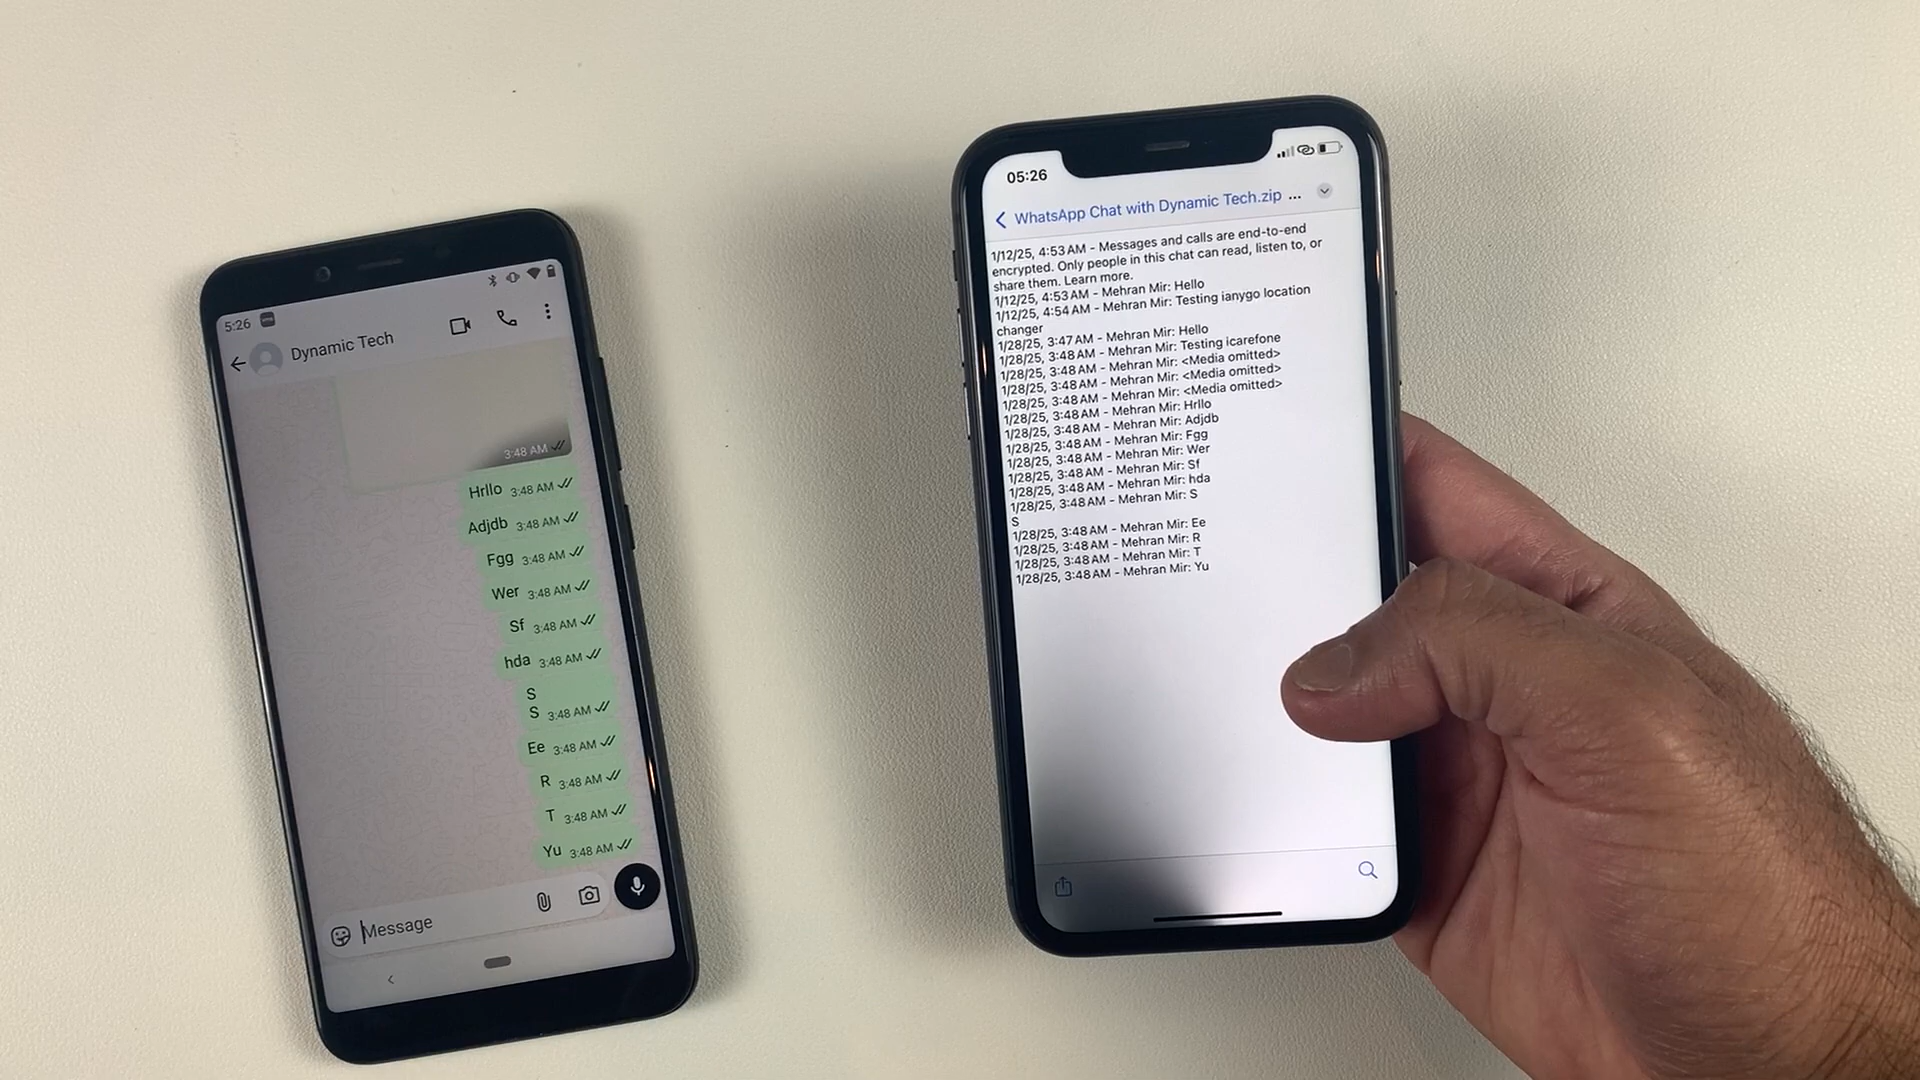 5:26
Dynamic Tech
3:48 AM
Hrllo 3:48 AM
Adjdb 3:48 AM
Fgg 3:48 AM
Wer 3:48 AM
Sf 3:48 AM
hda 3:48 AM
S
S 3:48 AM
Ee 3:48 AM
R 3:48 AM
T 3:48 AM
Yu 3:48 AM
Message
05:26
WhatsApp Chat with Dynamic Tech.zip ...
1/12/25, 4:53 AM - Messages and calls are end-to-end
encrypted. Only people in this chat can read, listen to, or
share them. Learn more.
1/12/25, 4:53 AM - Mehran Mir: Hello
1/12/25, 4:54 AM - Mehran Mir: Testing ianygo location
changer
1/28/25, 3:47 AM - Mehran Mir: Hello
1/28/25, 3:48 AM - Mehran Mir: Testing icarefone
1/28/25, 3:48 AM - Mehran Mir: <Media omitted>
1/28/25, 3:48 AM - Mehran Mir: <Media omitted>
1/28/25, 3:48 AM - Mehran Mir: <Media omitted>
1/28/25, 3:48 AM - Mehran Mir: Hrllo
1/28/25, 3:48 AM - Mehran Mir: Adjdb
1/28/25, 3:48 AM - Mehran Mir: Fgg
1/28/25, 3:48 AM - Mehran Mir: Wer
1/28/25, 3:48 AM - Mehran Mir: Sf
1/28/25, 3:48 AM - Mehran Mir: hda
1/28/25, 3:48 AM - Mehran Mir: S
S
1/28/25, 3:48 AM - Mehran Mir: Ee
1/28/25, 3:48 AM - Mehran Mir: R
1/28/25, 3:48 AM - Mehran Mir: T
1/28/25, 3:48 AM - Mehran Mir: Yu